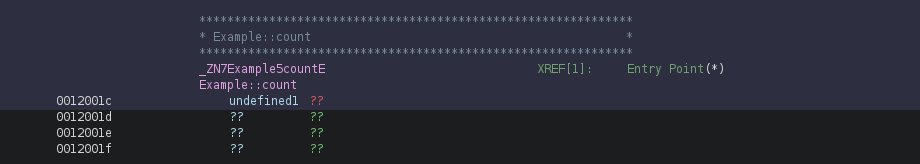 **************************************************************
* Example::count *
**************************************************************
_ZN7Example5countE XREF[1]: Entry Point(*)
Example::count
0012001c undefined1 ??
0012001d ?? ??
0012001e ?? ??
0012001f ?? ??